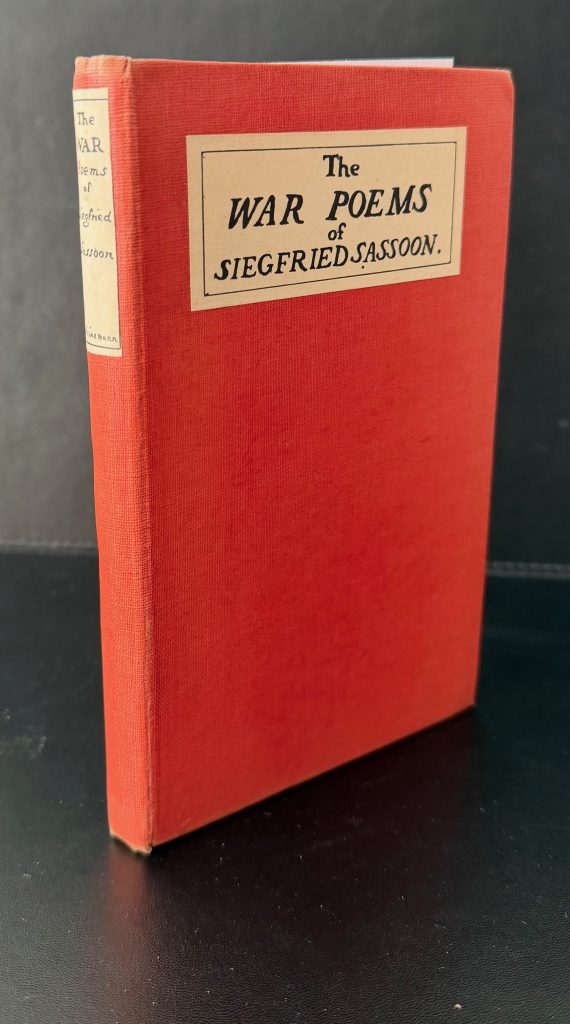 The
WAR POEMS
of
SIEGFRIED SASSOON.
The
WAR
Poems
of
Siegfried
Sassoon